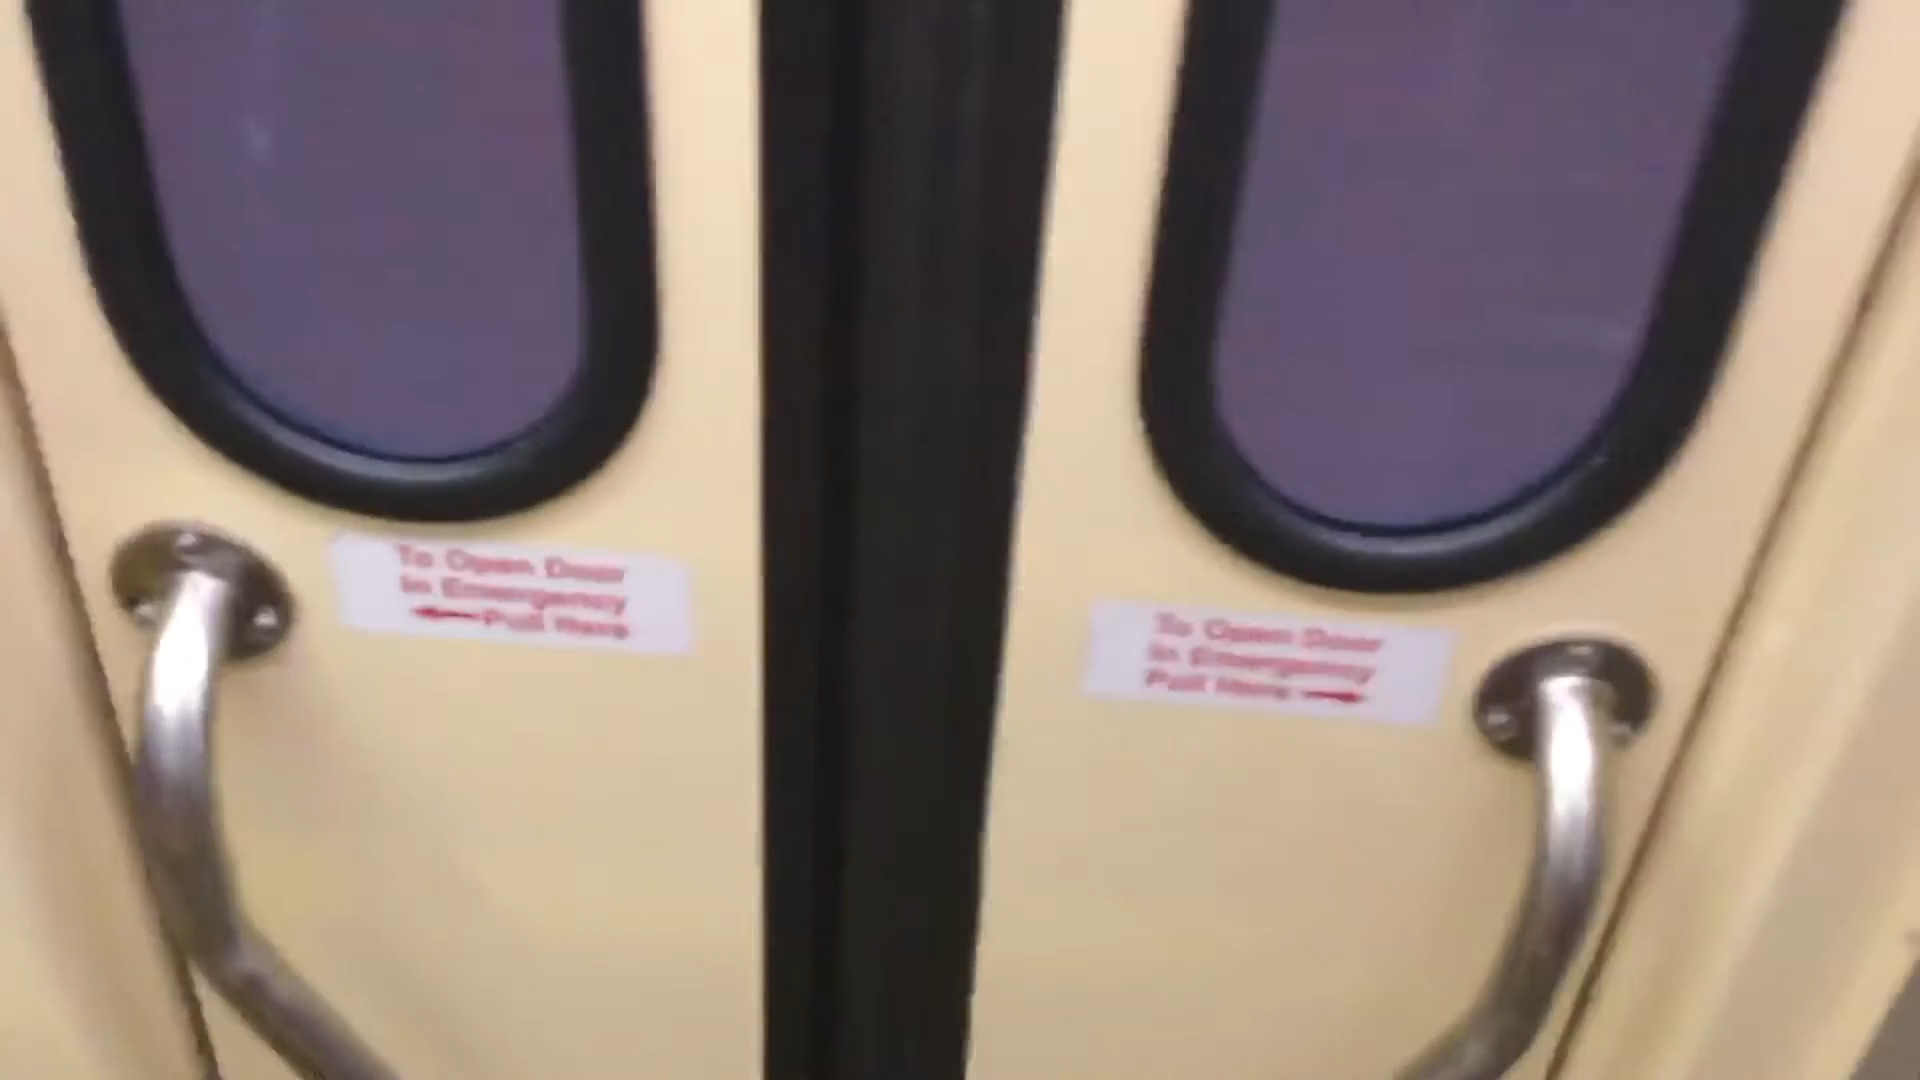 To Open Door
In Emergency
←Pull Here
To Open Door
In Emergency
Pull Here →